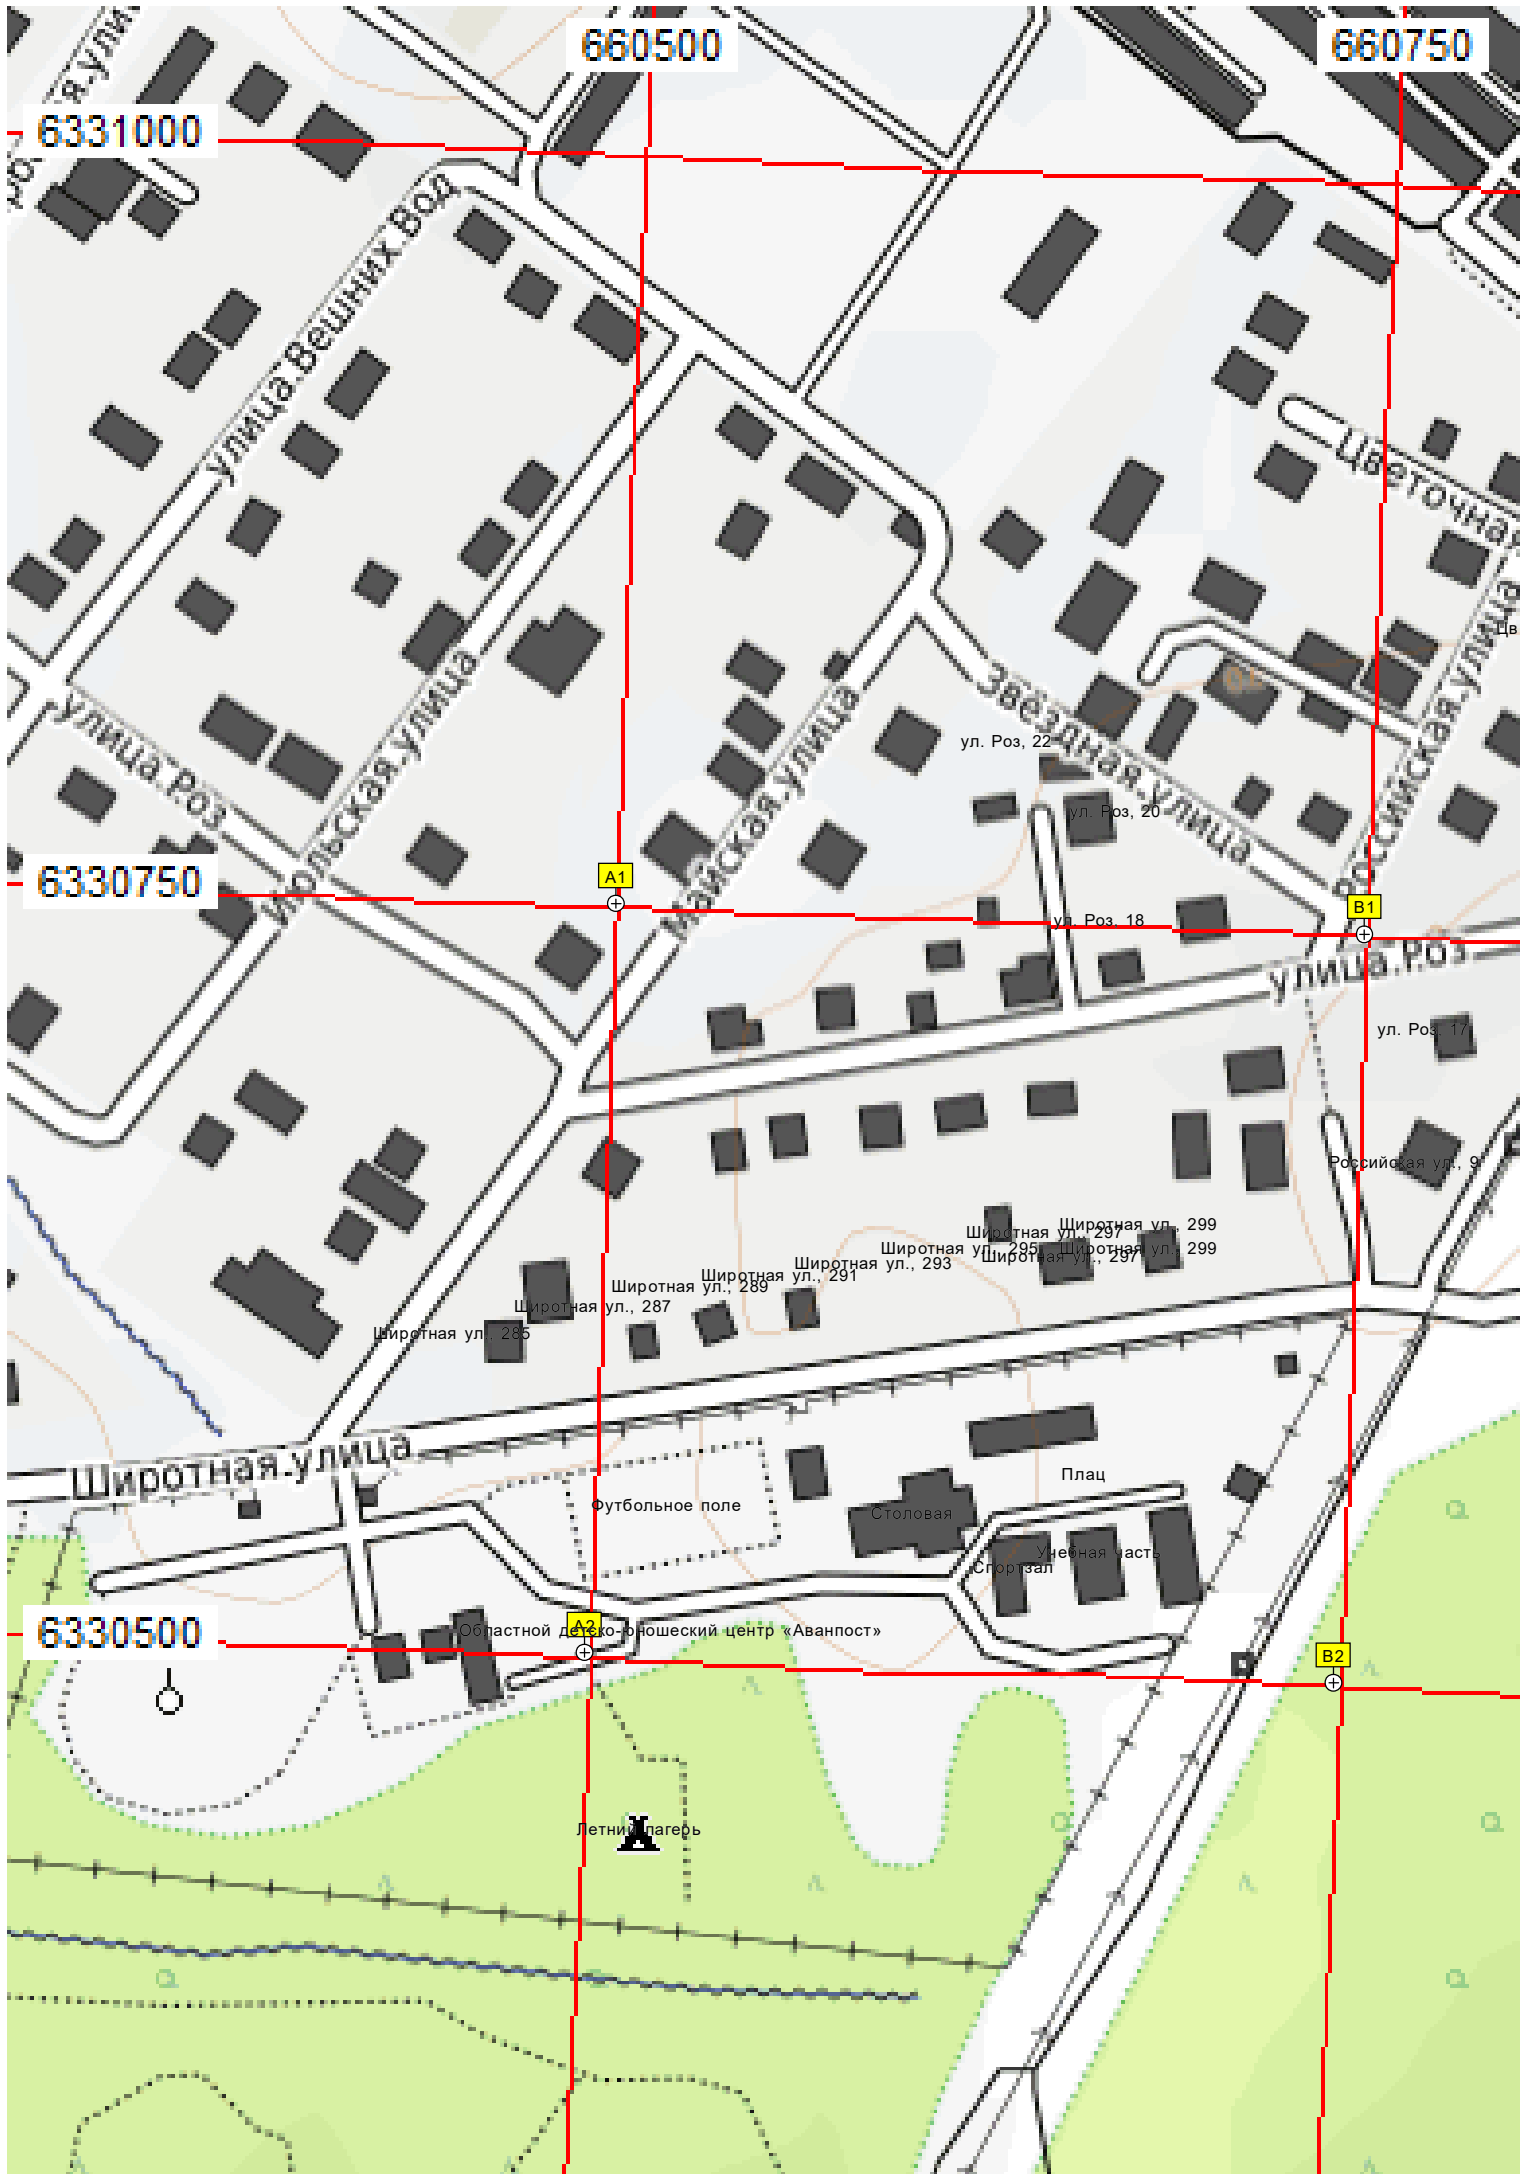 660500
660750
6331000
улица Вешних Вод
Цветочная
Июльская улица
Майская улица
Звёздная улица
Российская улица
улица Роз
ул. Роз, 22
ул. Роз, 20
6330750
A1
B1
ул. Роз, 18
улица Роз
ул. Роз, 17
Российская ул., 9
Широтная ул., 299
Широтная ул., 297
Широтная ул., 299
Широтная ул., 295
Широтная ул., 297
Широтная ул., 293
Широтная ул., 291
Широтная ул., 289
Широтная ул., 287
Широтная ул., 285
Широтная улица
Плац
Футбольное поле
Столовая
Учебная часть
Спортзал
6330500
A2
Областной детско-юношеский центр «Аванпост»
B2
Летний лагерь